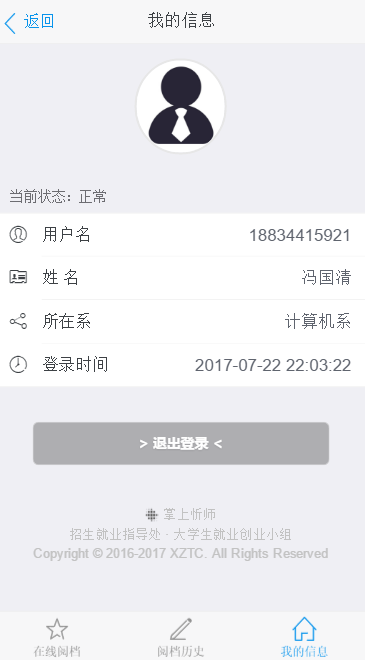 返回 我的信息
当前状态：正常
用户名 18834415921
姓 名 冯国清
所在系 计算机系
登录时间 2017-07-22 22:03:22
> 退出登录 <
掌上忻师
招生就业指导处 · 大学生就业创业小组
Copyright © 2016-2017 XZTC. All Rights Reserved
在线阅档 阅档历史 我的信息